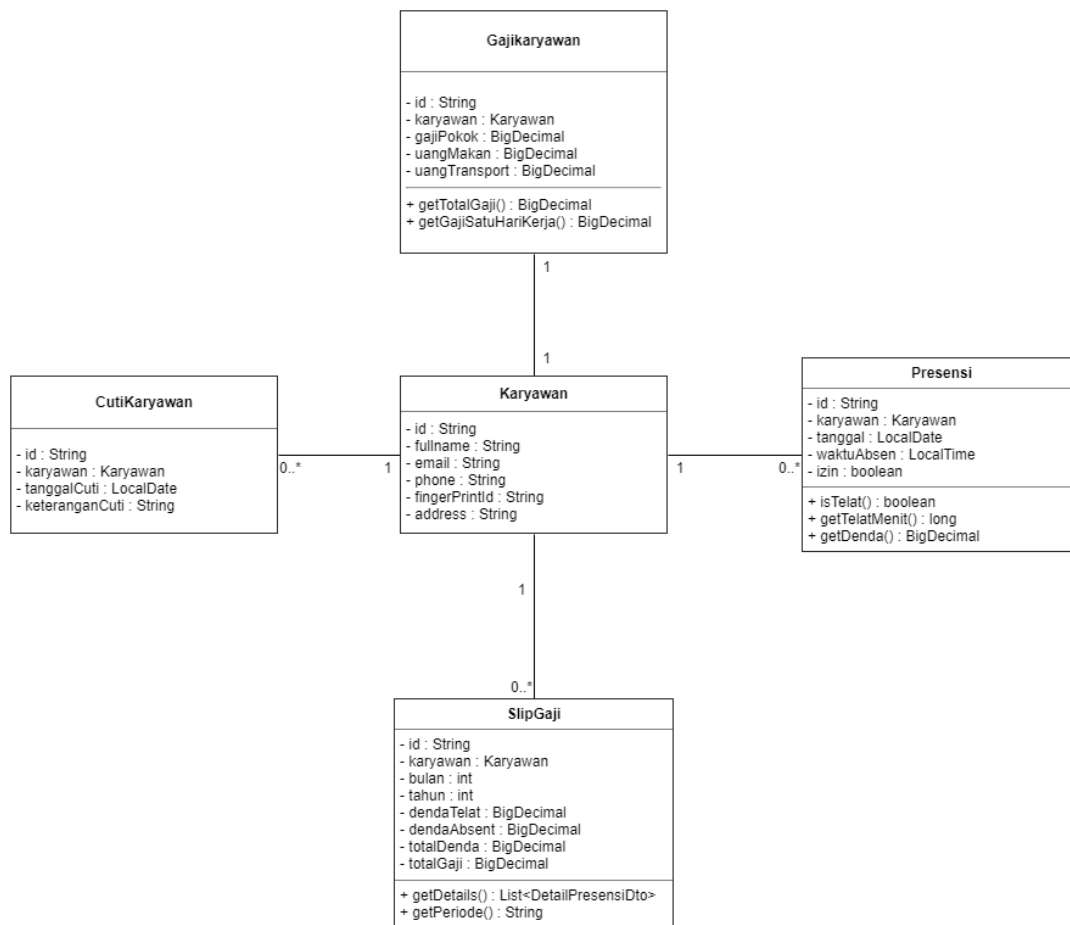 Gajikaryawan
- id : String
- karyawan : Karyawan
- gajiPokok : BigDecimal
- uangMakan : BigDecimal
- uangTransport : BigDecimal
+ getTotalGaji() : BigDecimal
+ getGajiSatuHariKerja() : BigDecimal
1
1
CutiKaryawan
- id : String
- karyawan : Karyawan
- tanggalCuti : LocalDate
- keteranganCuti : String
0..*
1
Karyawan
- id : String
- fullname : String
- email : String
- phone : String
- fingerPrintId : String
- address : String
1
0..*
Presensi
- id : String
- karyawan : Karyawan
- tanggal : LocalDate
- waktuAbsen : LocalTime
- izin : boolean
+ isTelat() : boolean
+ getTelatMenit() : long
+ getDenda() : BigDecimal
1
0..*
SlipGaji
- id : String
- karyawan : Karyawan
- bulan : int
- tahun : int
- dendaTelat : BigDecimal
- dendaAbsent : BigDecimal
- totalDenda : BigDecimal
- totalGaji : BigDecimal
+ getDetails() : List<DetailPresensiDto>
+ getPeriode() : String